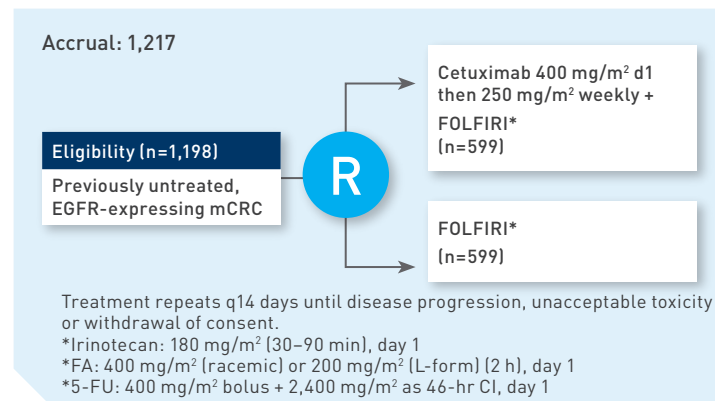 Accrual: 1,217
Eligibility (n=1,198)
Previously untreated,
EGFR-expressing mCRC
R
Cetuximab 400 mg/m² d1
then 250 mg/m² weekly +
FOLFIRI*
(n=599)
FOLFIRI*
(n=599)
Treatment repeats q14 days until disease progression, unacceptable toxicity
or withdrawal of consent.
*Irinotecan: 180 mg/m² (30–90 min), day 1
*FA: 400 mg/m² (racemic) or 200 mg/m² (L-form) (2 h), day 1
*5-FU: 400 mg/m² bolus + 2,400 mg/m² as 46-hr CI, day 1